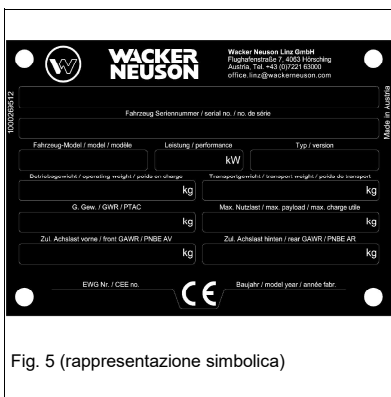 WACKER
NEUSON
Wacker Neuson Linz GmbH
Flughafenstraße 7, 4063 Hörsching
Austria, Tel. +43 (0)7221 63000
office.linz@wackerneuson.com
1000289512
Made in Austria
Fahrzeug Seriennummer / serial no. / no. de série
Fahrzeug-Model / model / modèle
Leistung / performance
Typ / version
kW
Betriebsgewicht / operating weight / poids en charge
Transportgewicht / transport weight / poids de transport
kg
kg
G. Gew. / GWR / PTAC
Max. Nutzlast / max. payload / max. charge utile
kg
kg
Zul. Achslast vorne / front GAWR / PNBE AV
Zul. Achslast hinten / rear GAWR / PNBE AR
kg
kg
EWG Nr. / CEE no.
CE
Baujahr / model year / année fabr.
Fig. 5 (rappresentazione simbolica)